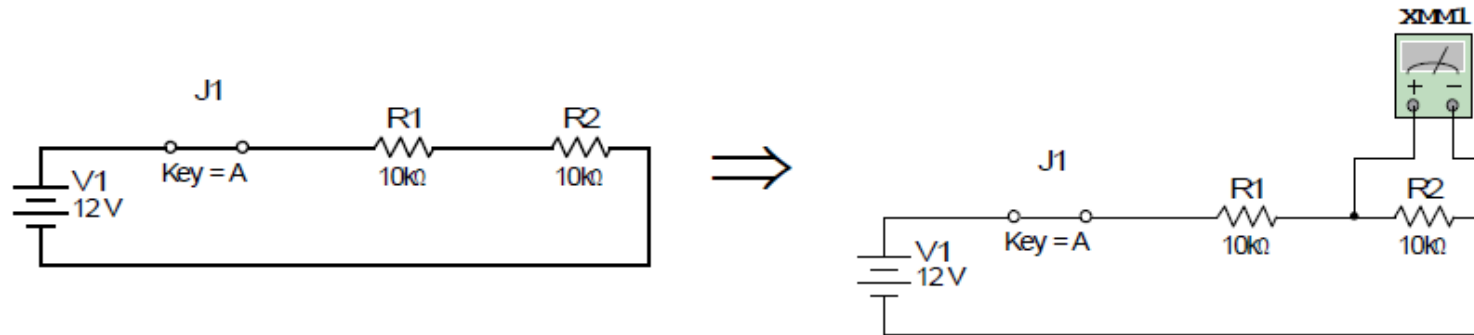 J1
R1
R2
Key = A
10kΩ
10kΩ
V1
12 V
XMM1
+ −
J1
R1
R2
Key = A
10kΩ
10kΩ
V1
12 V